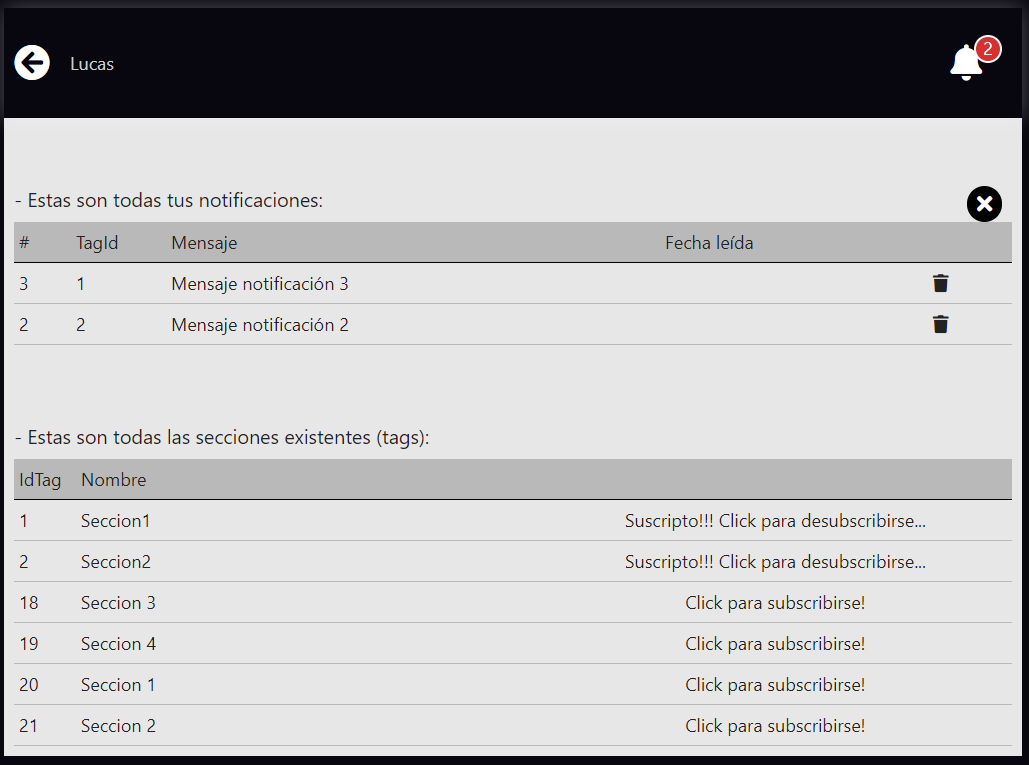 Lucas
2
- Estas son todas tus notificaciones:
# TagId Mensaje Fecha leída
3 1 Mensaje notificación 3
2 2 Mensaje notificación 2
- Estas son todas las secciones existentes (tags):
IdTag Nombre
1 Seccion1 Suscripto!!! Click para desubscribirse...
2 Seccion2 Suscripto!!! Click para desubscribirse...
18 Seccion 3 Click para subscribirse!
19 Seccion 4 Click para subscribirse!
20 Seccion 1 Click para subscribirse!
21 Seccion 2 Click para subscribirse!